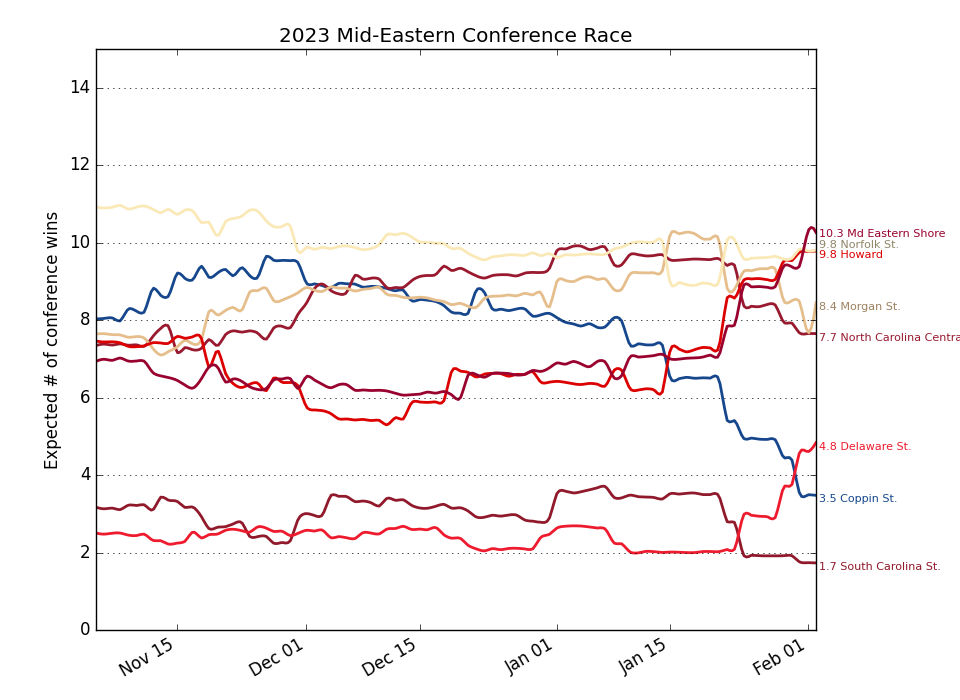 2023 Mid-Eastern Conference Race
Expected # of conference wins
14
12
10
8
6
4
2
0
Nov 15
Dec 01
Dec 15
Jan 01
Jan 15
Feb 01
10.3 Md Eastern Shore
9.8 Norfolk St.
9.8 Howard
8.4 Morgan St.
7.7 North Carolina Centra
4.8 Delaware St.
3.5 Coppin St.
1.7 South Carolina St.